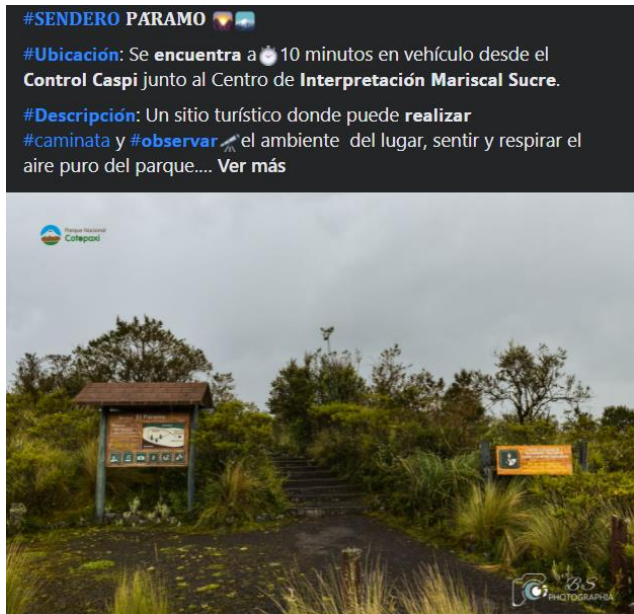 #SENDERO PÁRAMO
#Ubicación: Se encuentra a 10 minutos en vehículo desde el
Control Caspi junto al Centro de Interpretación Mariscal Sucre.
#Descripción: Un sitio turístico donde puede realizar
#caminata y #observar el ambiente del lugar, sentir y respirar el
aire puro del parque.... Ver más
Parque Nacional
Cotopaxi
BS
PHOTOGRAPHIA